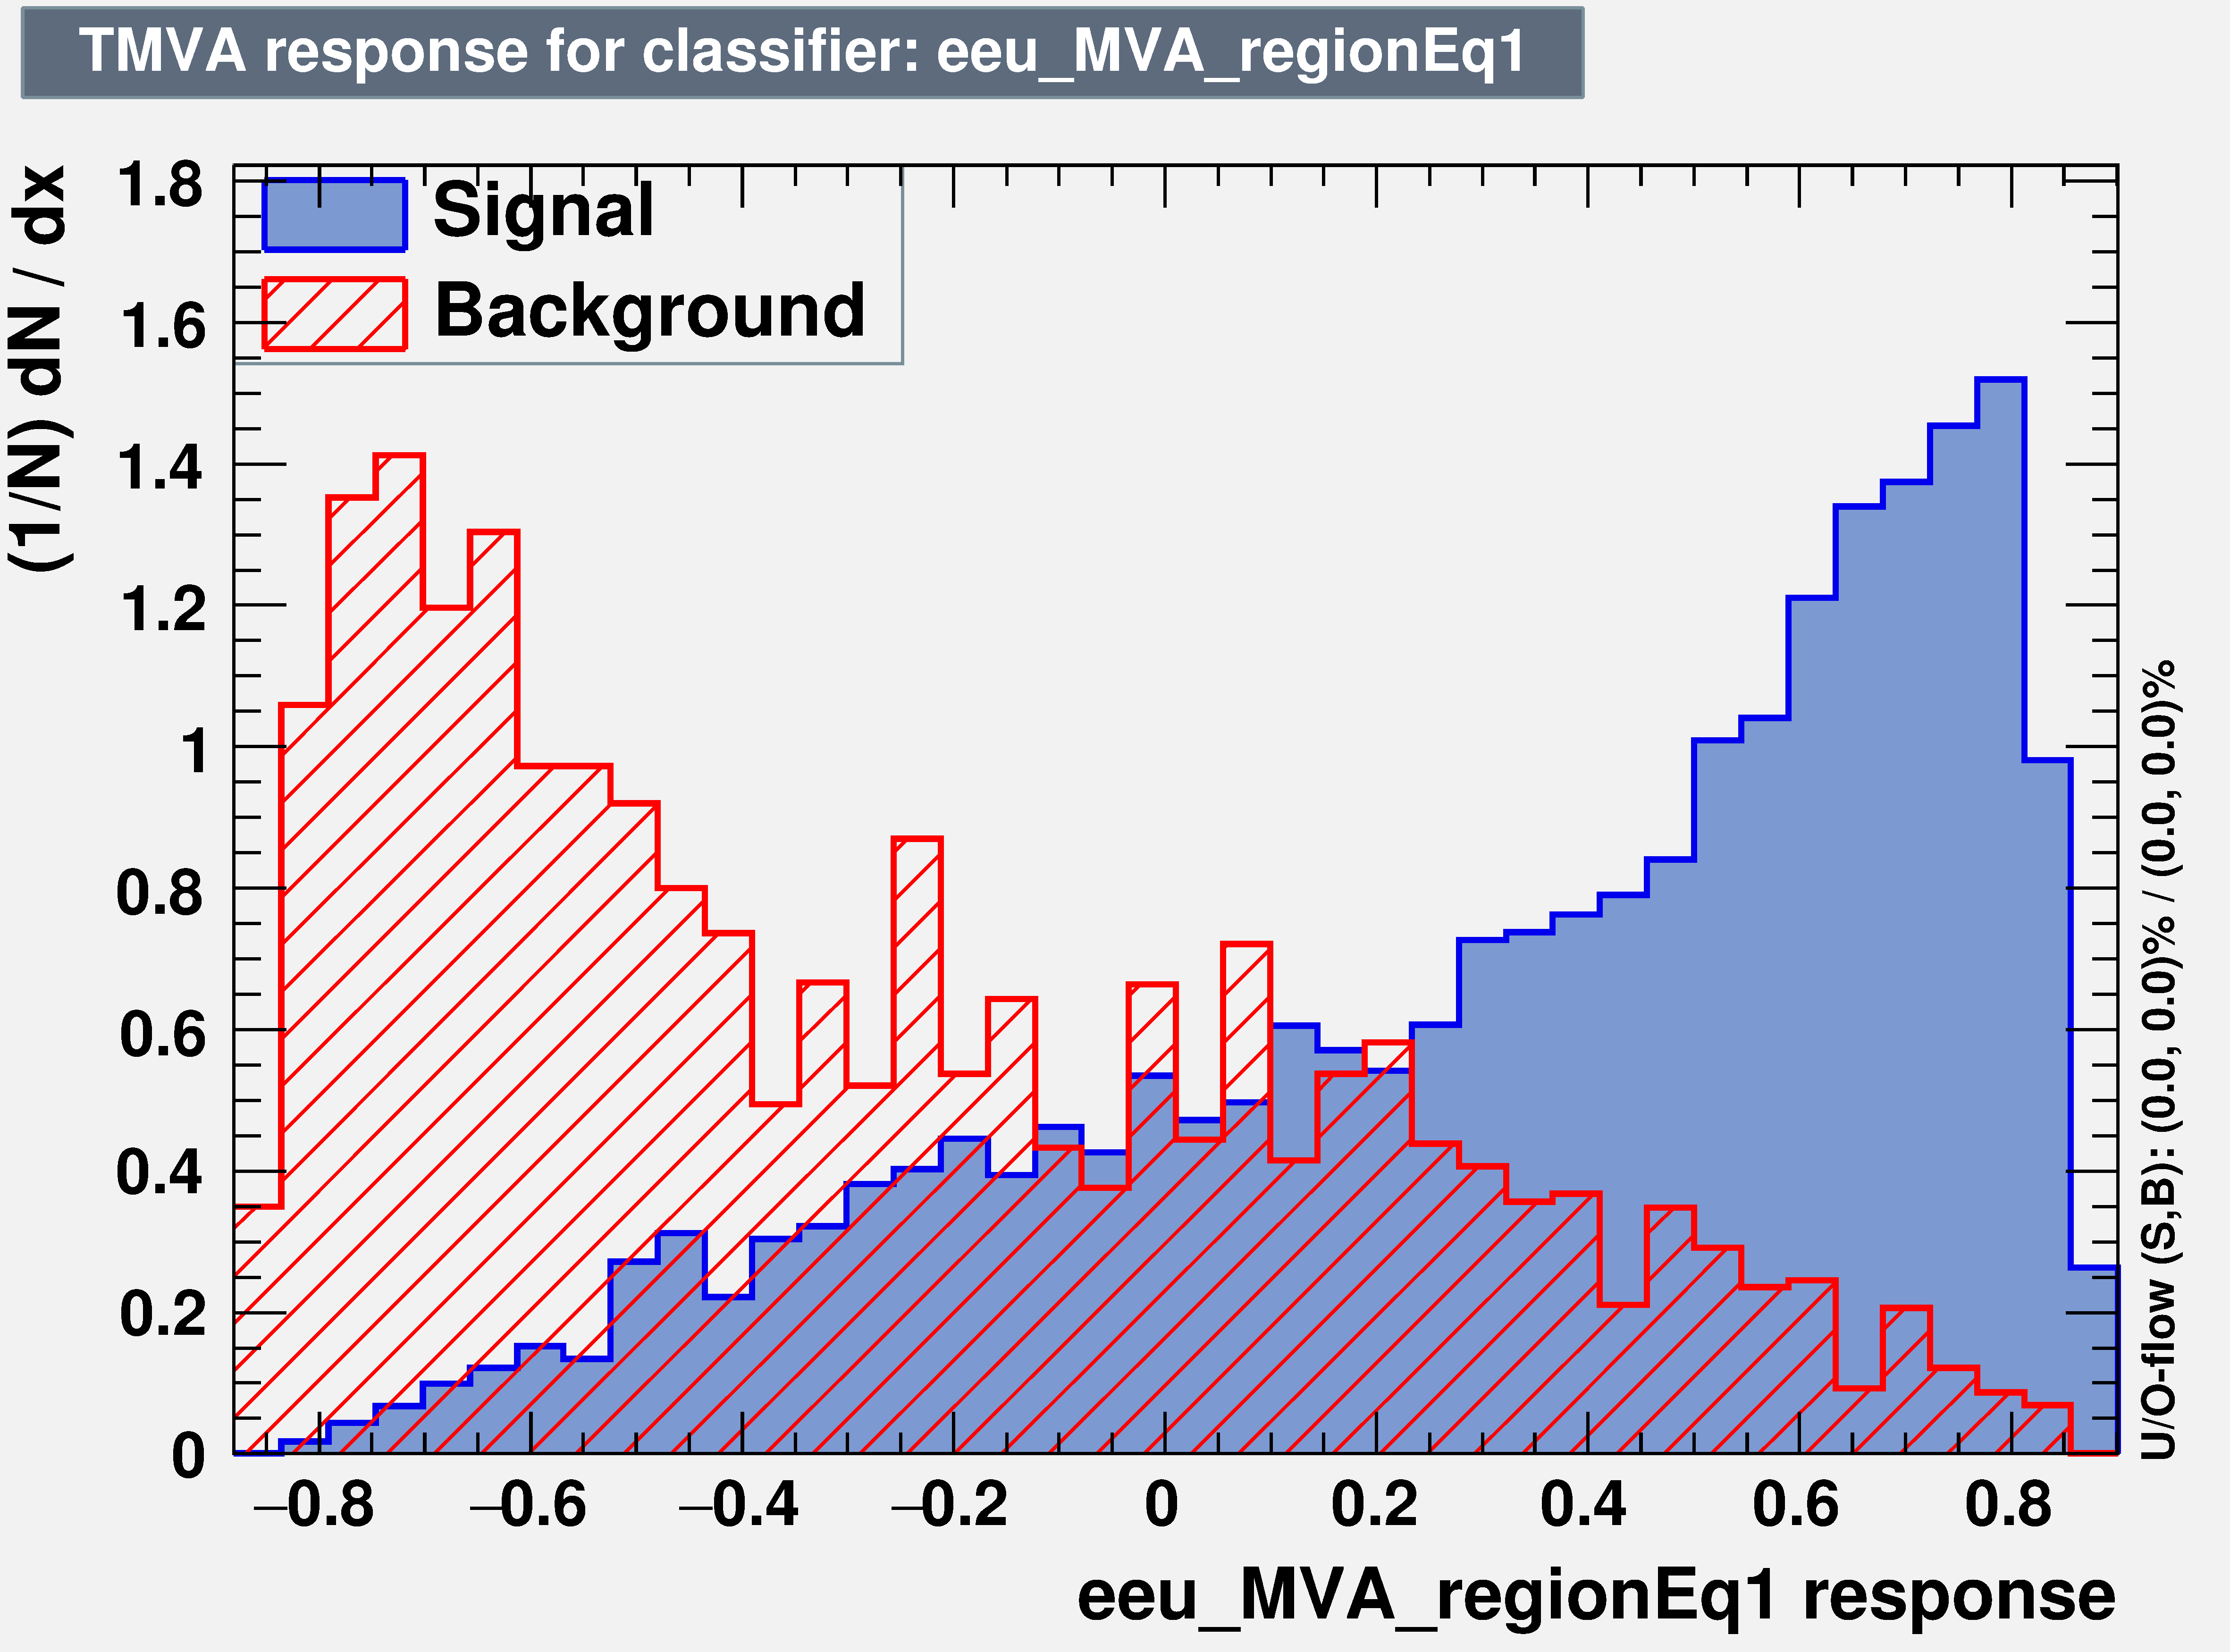 TMVA response for classifier: eeu_MVA_regionEq1
(1/N) dN / dx
Signal
Background
1.8
1.6
1.4
1.2
1
0.8
0.6
0.4
0.2
0
−0.8 −0.6 −0.4 −0.2 0 0.2 0.4 0.6 0.8
eeu_MVA_regionEq1 response
U/O-flow (S,B): (0.0, 0.0)% / (0.0, 0.0)%